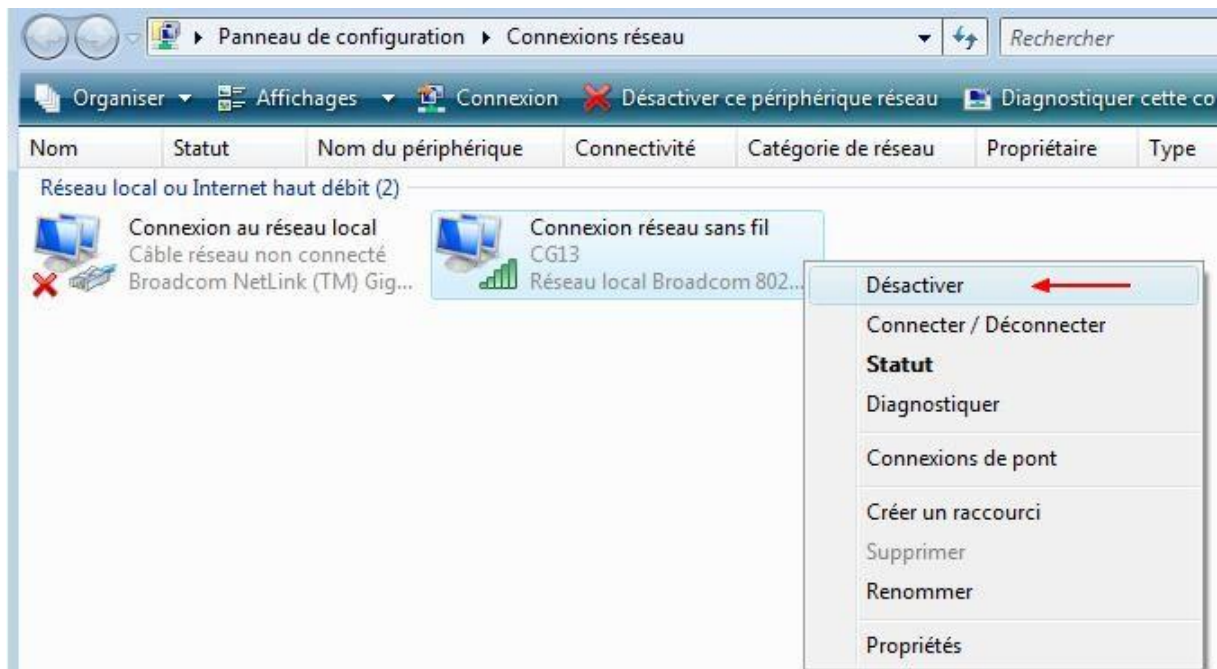 Panneau de configuration Connexions réseau Rechercher
Organiser Affichages Connexion Désactiver ce périphérique réseau Diagnostiquer cette co
Nom Statut Nom du périphérique Connectivité Catégorie de réseau Propriétaire Type
Réseau local ou Internet haut débit (2)
Connexion au réseau local
Câble réseau non connecté
Broadcom NetLink (TM) Gig...
Connexion réseau sans fil
CG13
Réseau local Broadcom 802...
Désactiver
Connecter / Déconnecter
Statut
Diagnostiquer
Connexions de pont
Créer un raccourci
Supprimer
Renommer
Propriétés